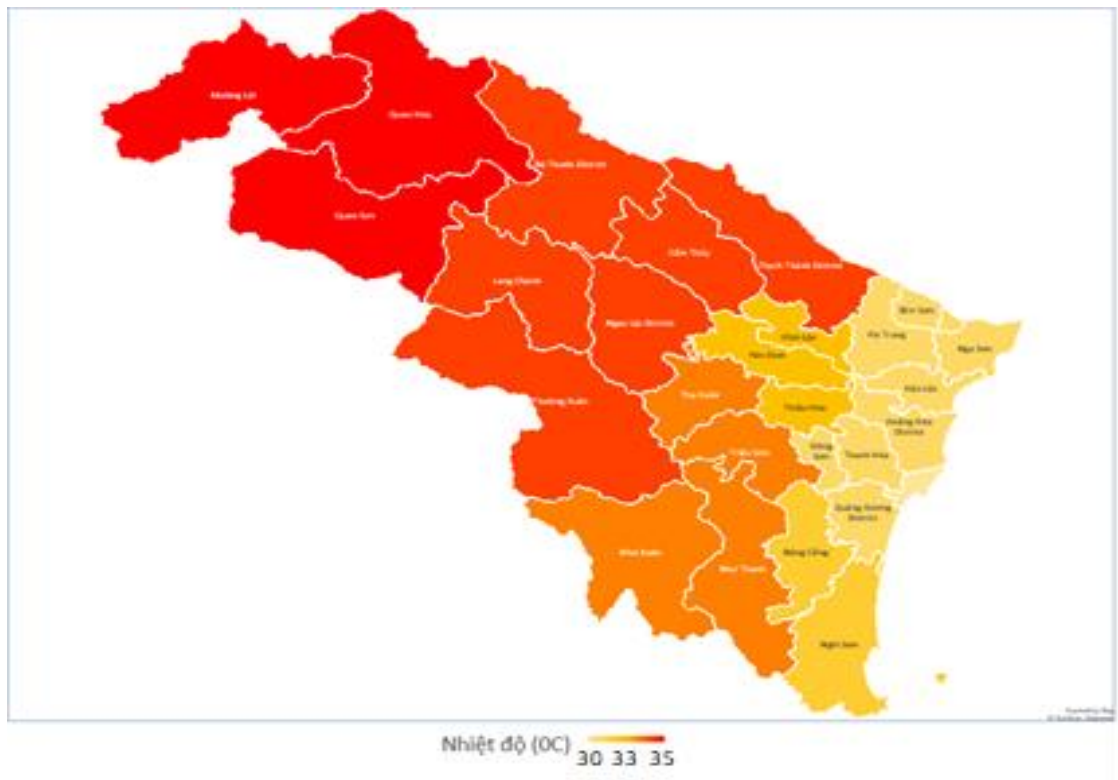 Mường Lát
Quan Hóa
Bá Thước District
Quan Sơn
Cẩm Thủy
Thạch Thành District
Lang Chánh
Ngọc Lặc District
Bỉm Sơn
Hà Trung
Nga Sơn
Vĩnh Lộc
Yên Định
Hậu Lộc
Thọ Xuân
Thường Xuân
Thiệu Hóa
Hoằng Hóa
District
Triệu Sơn
Đông
Sơn
Thanh Hóa
Quảng Xương
District
Như Xuân
Như Thanh
Nông Cống
Nghi Sơn
Nhiệt độ (0C)
30 33 35